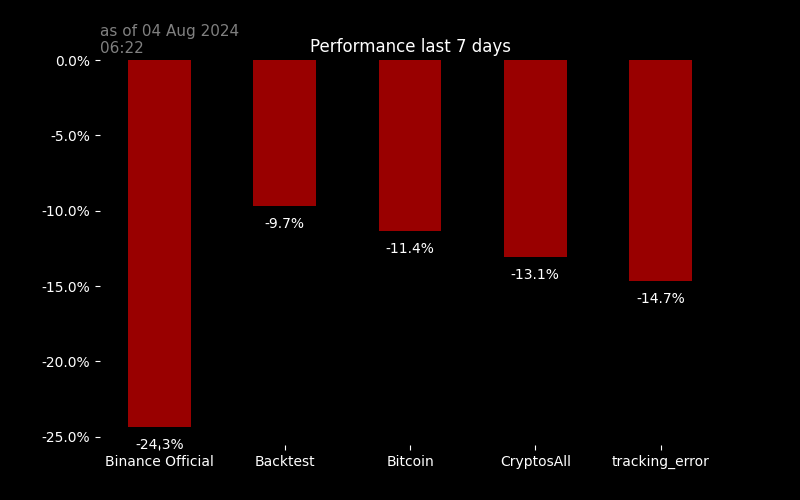 as of 04 Aug 2024
06:22
Performance last 7 days
0.0%
-5.0%
-10.0%
-15.0%
-20.0%
-25.0%
-24.3%
-9.7%
-11.4%
-13.1%
-14.7%
Binance Official
Backtest
Bitcoin
CryptosAll
tracking_error